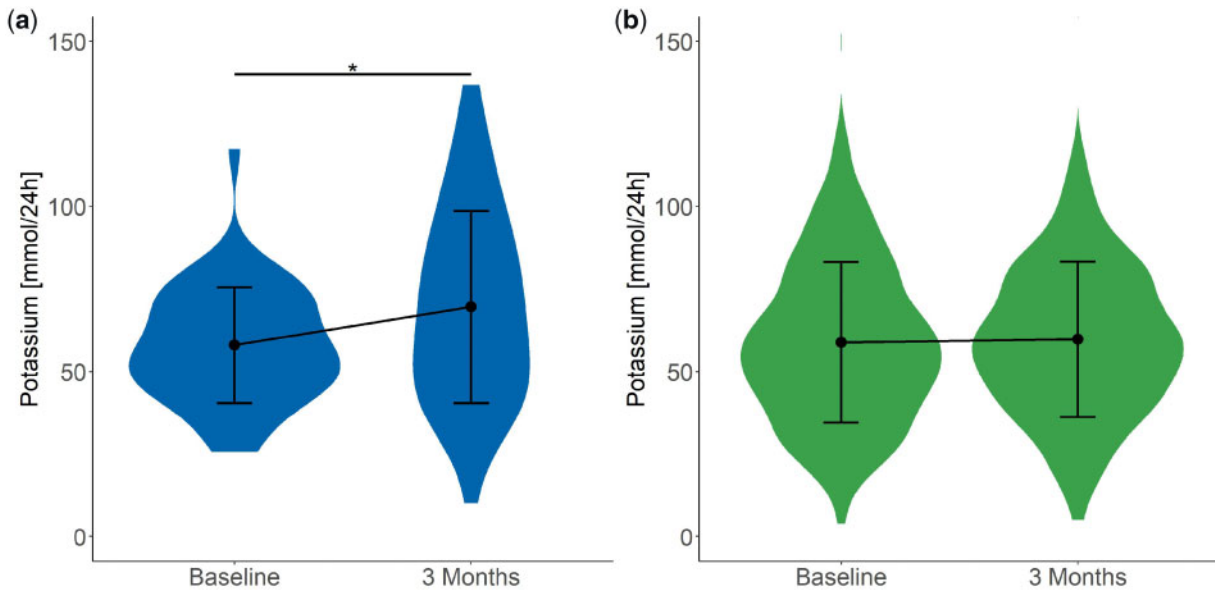 (a)
Potassium [mmol/24h]
150
100
50
0
*
Baseline
3 Months
(b)
Potassium [mmol/24h]
150
100
50
0
Baseline
3 Months